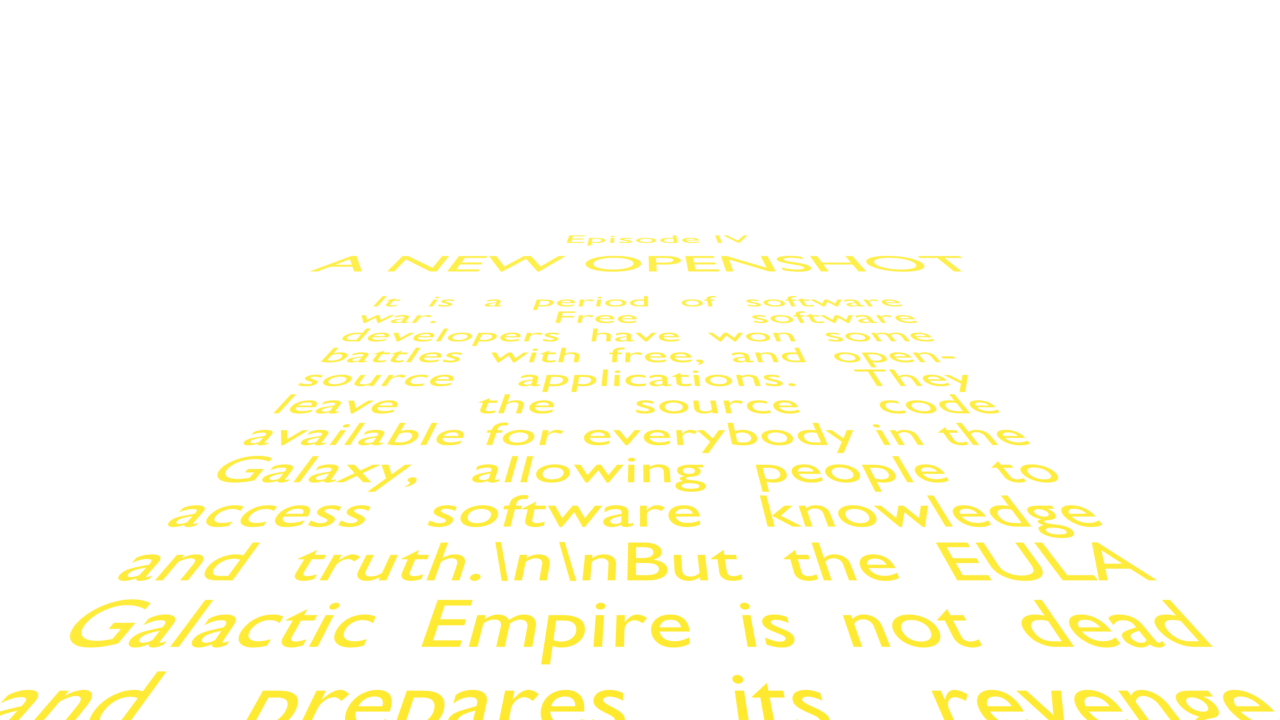 Episode IV
A NEW OPENSHOT
It is a period of software
war. Free software
developers have won some
battles with free, and open-
source applications. They
leave the source code
available for everybody in the
Galaxy, allowing people to
access software knowledge
and truth.\n\nBut the EULA
Galactic Empire is not dead
and prepares its revenge